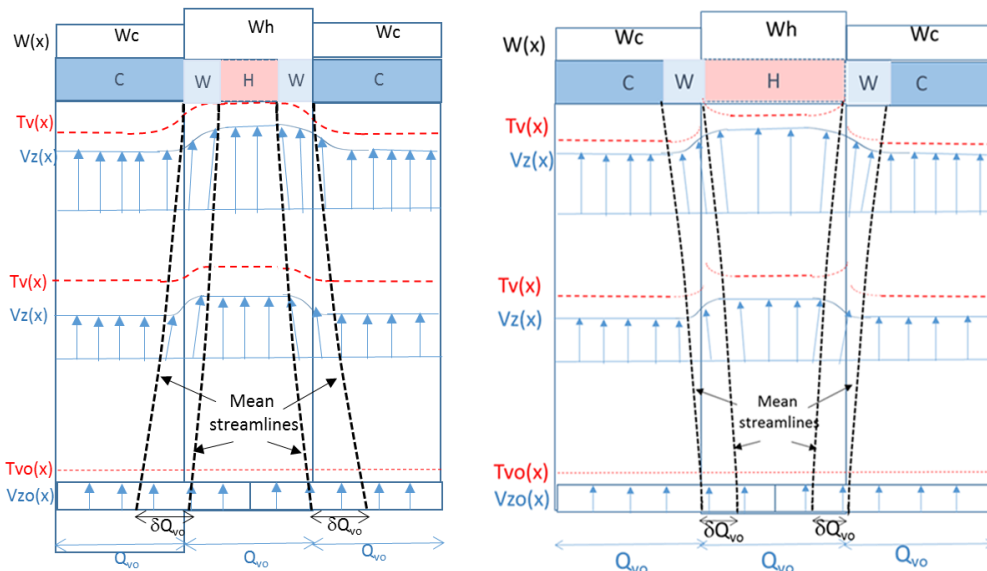 Wh
Wc
Wc
W(x)
C
W
H
W
C
Tv(x)
Vz(x)
Tv(x)
Vz(x)
Mean
streamlines
Tvo(x)
Vzo(x)
δQvo
δQvo
Qvo
Qvo
Qvo
Wh
Wc
Wc
W(x)
C
W
H
W
C
Tv(x)
Vz(x)
Tv(x)
Vz(x)
Mean
streamlines
Tvo(x)
Vzo(x)
δQvo
δQvo
Qvo
Qvo
Qvo